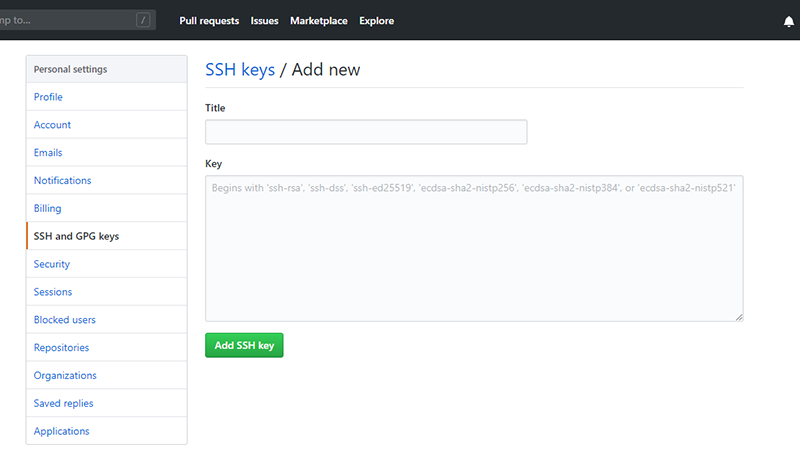 mp to... /
Pull requests Issues Marketplace Explore
Personal settings
Profile
Account
Emails
Notifications
Billing
SSH and GPG keys
Security
Sessions
Blocked users
Repositories
Organizations
Saved replies
Applications
SSH keys / Add new
Title
Key
Begins with 'ssh-rsa', 'ssh-dss', 'ssh-ed25519', 'ecdsa-sha2-nistp256', 'ecdsa-sha2-nistp384', or 'ecdsa-sha2-nistp521'
Add SSH key